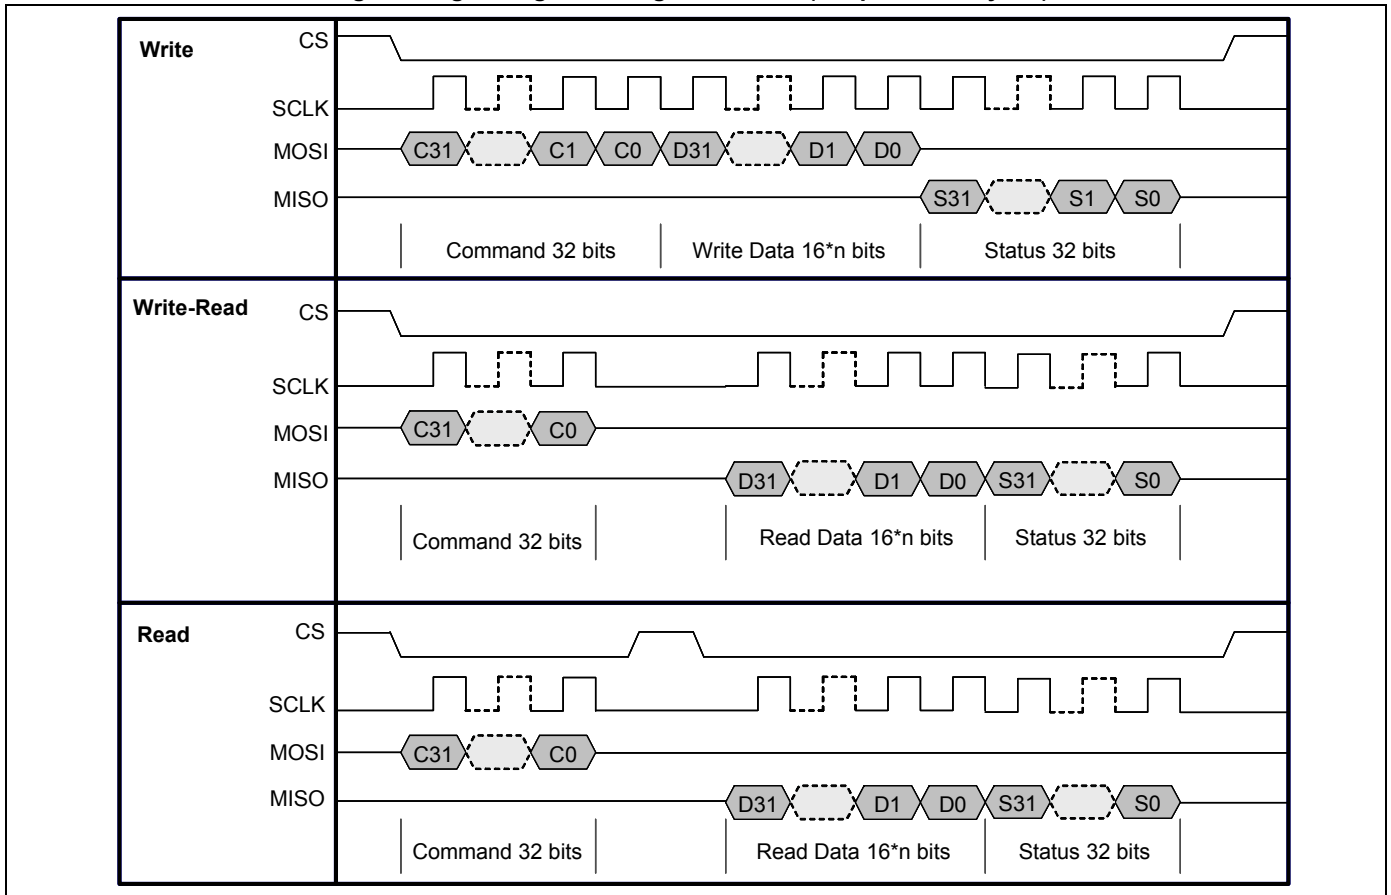 Write
CS
SCLK
MOSI C31 C1 C0 D31 D1 D0
MISO S31 S1 S0
Command 32 bits Write Data 16*n bits Status 32 bits
Write-Read
CS
SCLK
MOSI C31 C0
MISO D31 D1 D0 S31 S0
Command 32 bits Read Data 16*n bits Status 32 bits
Read
CS
SCLK
MOSI C31 C0
MISO D31 D1 D0 S31 S0
Command 32 bits Read Data 16*n bits Status 32 bits